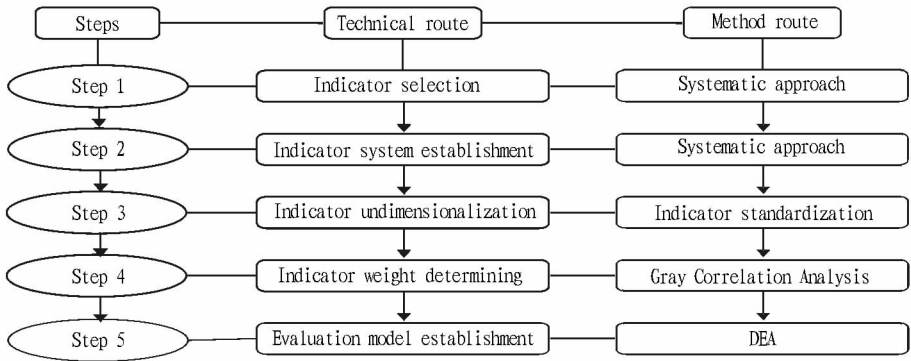 Steps
Technical route
Method route
Step 1
Indicator selection
Systematic approach
Step 2
Indicator system establishment
Systematic approach
Step 3
Indicator undimensionalization
Indicator standardization
Step 4
Indicator weight determining
Gray Correlation Analysis
Step 5
Evaluation model establishment
DEA